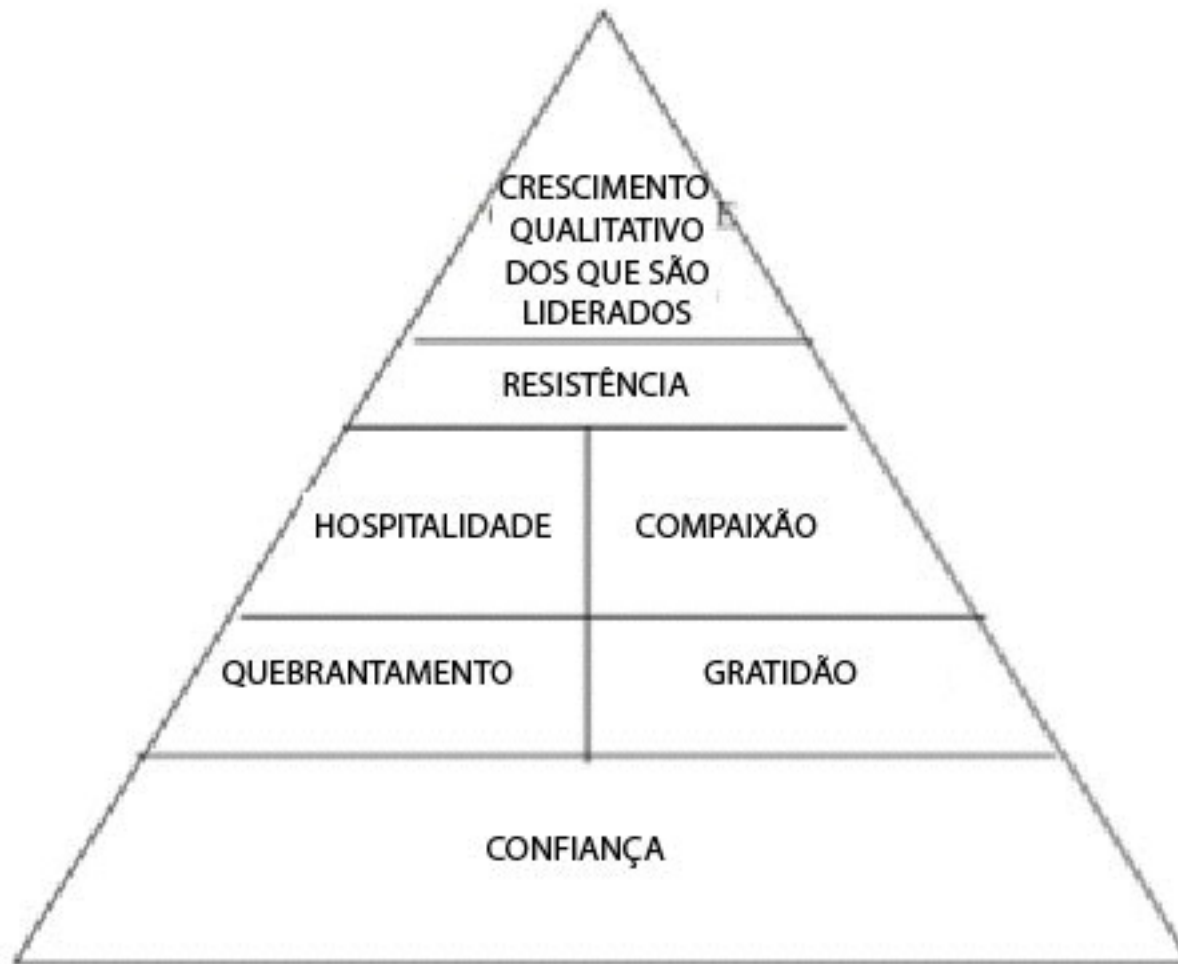 CRESCIMENTO
QUALITATIVO
DOS QUE SÃO
LIDERADOS
RESISTÊNCIA
HOSPITALIDADE COMPAIXÃO
QUEBRANTAMENTO GRATIDÃO
CONFIANÇA